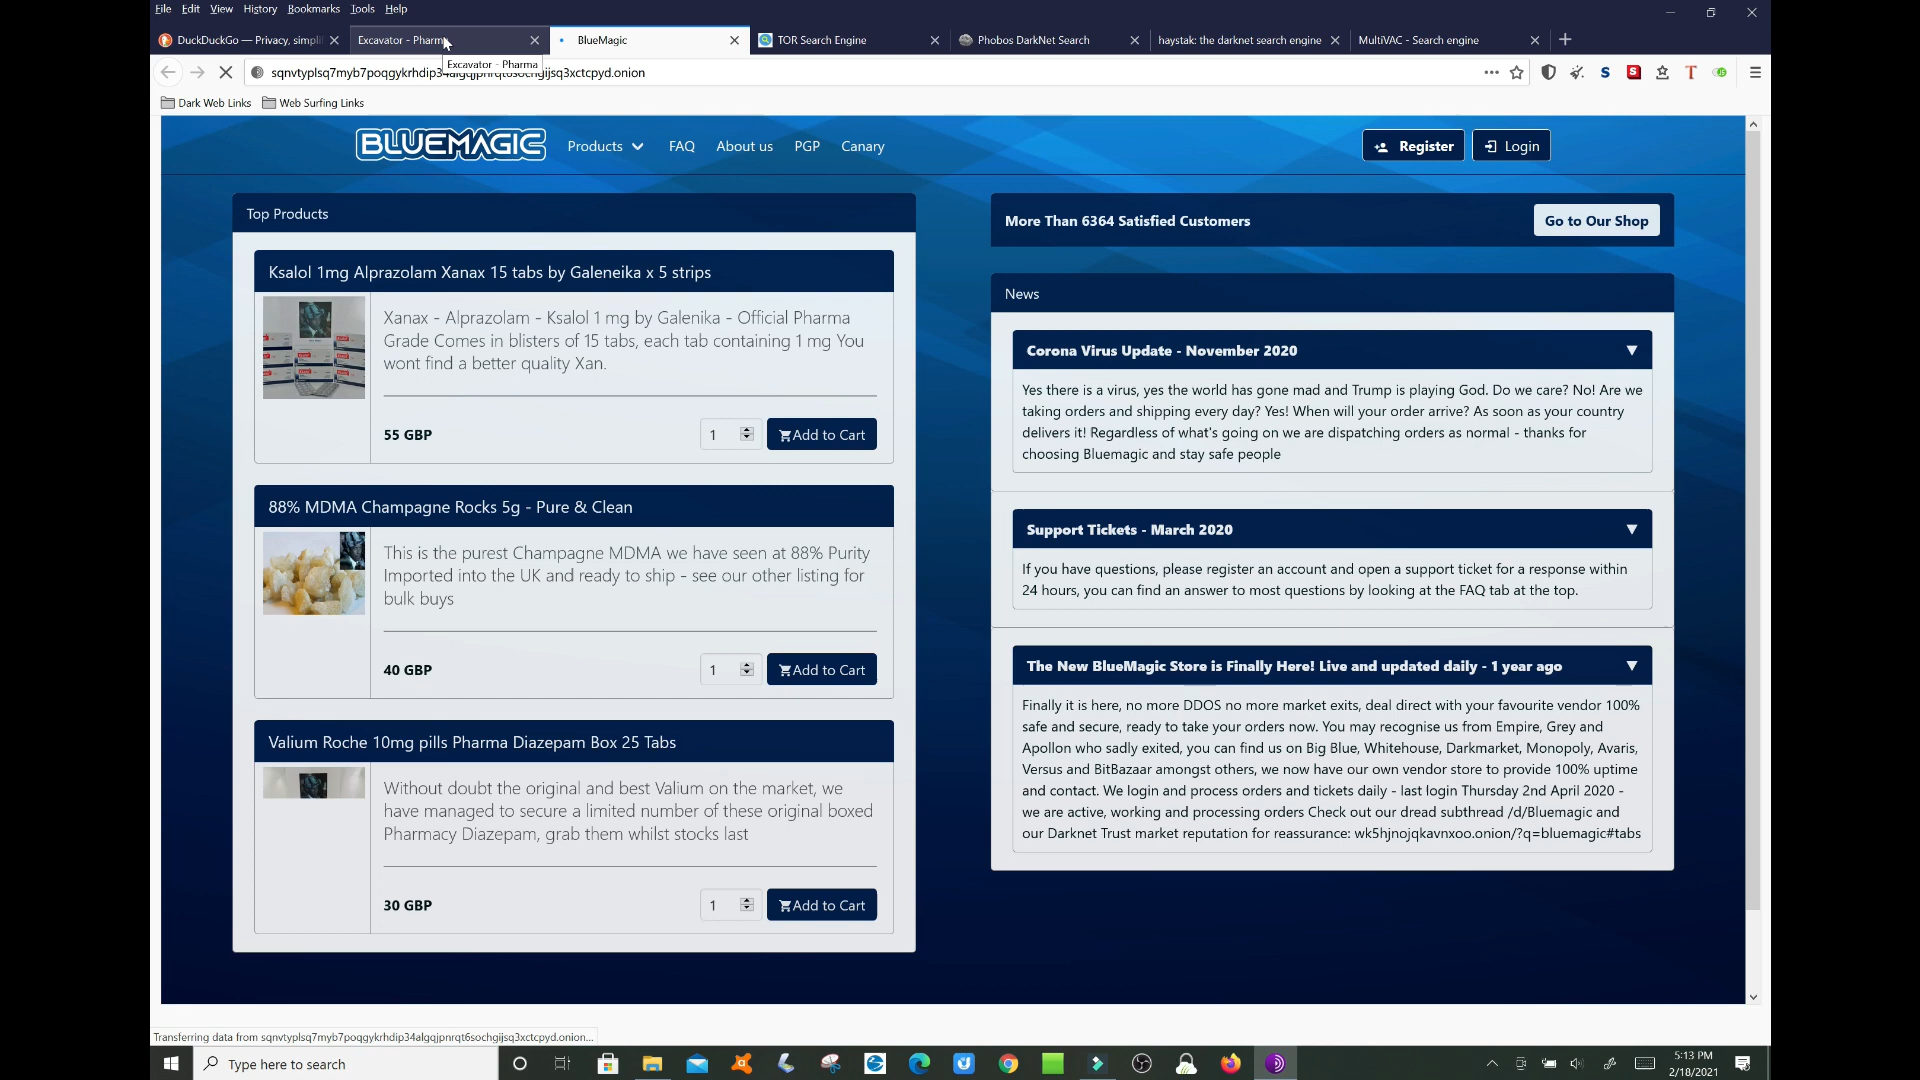 File Edit View History Bookmarks Tools Help
DuckDuckGo — Privacy, simpli
Excavator - Pharm
BlueMagic
TOR Search Engine
Phobos DarkNet Search
haystak: the darknet search engine
MultiVAC - Search engine
Excavator - Pharma
Dark Web Links Web Surfing Links
BLUEMAGIC
Products FAQ About us PGP Canary
Register Login
Top Products
Ksalol 1mg Alprazolam Xanax 15 tabs by Galeneika x 5 strips
Xanax - Alprazolam - Ksalol 1 mg by Galenika - Official Pharma
Grade Comes in blisters of 15 tabs, each tab containing 1 mg You
wont find a better quality Xan.
55 GBP 1 Add to Cart
88% MDMA Champagne Rocks 5g - Pure & Clean
This is the purest Champagne MDMA we have seen at 88% Purity
Imported into the UK and ready to ship - see our other listing for
bulk buys
40 GBP 1 Add to Cart
Valium Roche 10mg pills Pharma Diazepam Box 25 Tabs
Without doubt the original and best Valium on the market, we
have managed to secure a limited number of these original boxed
Pharmacy Diazepam, grab them whilst stocks last
30 GBP 1 Add to Cart
More Than 6364 Satisfied Customers Go to Our Shop
News
Corona Virus Update - November 2020
Yes there is a virus, yes the world has gone mad and Trump is playing God. Do we care? No! Are we
taking orders and shipping every day? Yes! When will your order arrive? As soon as your country
delivers it! Regardless of what's going on we are dispatching orders as normal - thanks for
choosing Bluemagic and stay safe people
Support Tickets - March 2020
If you have questions, please register an account and open a support ticket for a response within
24 hours, you can find an answer to most questions by looking at the FAQ tab at the top.
The New BlueMagic Store is Finally Here! Live and updated daily - 1 year ago
Finally it is here, no more DDOS no more market exits, deal direct with your favourite vendor 100%
safe and secure, ready to take your orders now. You may recognise us from Empire, Grey and
Apollon who sadly exited, you can find us on Big Blue, Whitehouse, Darkmarket, Monopoly, Avaris,
Versus and BitBazaar amongst others, we now have our own vendor store to provide 100% uptime
and contact. We login and process orders and tickets daily - last login Thursday 2nd April 2020 -
we are active, working and processing orders Check out our dread subthread /d/Bluemagic and
our Darknet Trust market reputation for reassurance: wk5hjnojqkavnxoo.onion/?q=bluemagic#tabs
Transferring data from sqnvtyplsq7myb7poqgykrhdip34algqjpnrqt6sochgijsq3xctcpyd.onion...
Type here to search
5:13 PM
2/18/2021